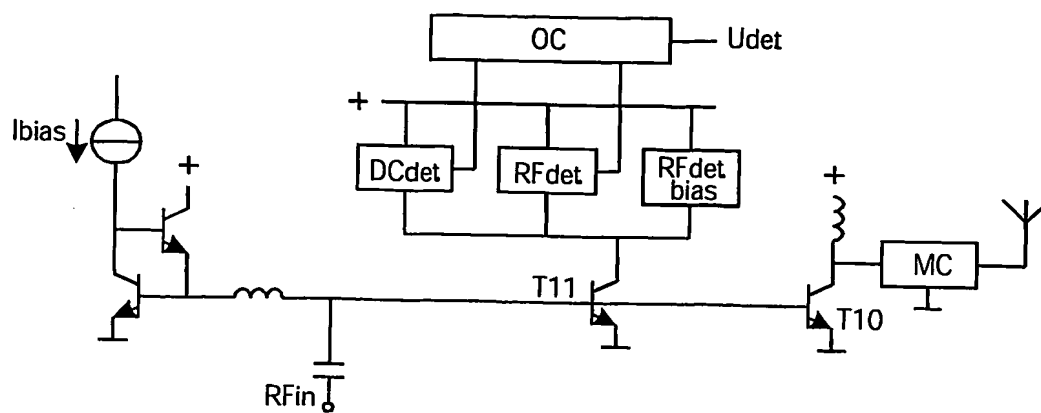 OC
Udet
+
Ibias
+
DCdet
RFdet
RFdet
bias
+
MC
T11
T10
RFin